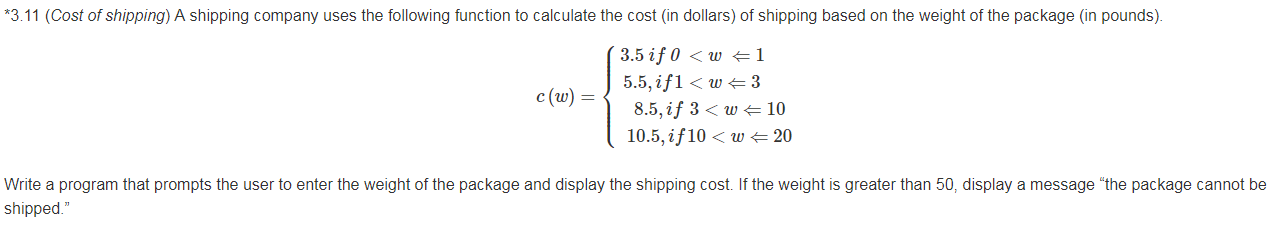 *3.11 (Cost of shipping) A shipping company uses the following function to calculate the cost (in dollars) of shipping based on the weight of the package (in pounds).
3.5 if 0 < w ⇐ 1
5.5, if1 < w ⇐ 3
c (w) = {
8.5, if 3 < w ⇐ 10
10.5, if10 < w ⇐ 20
Write a program that prompts the user to enter the weight of the package and display the shipping cost. If the weight is greater than 50, display a message “the package cannot be
shipped.”